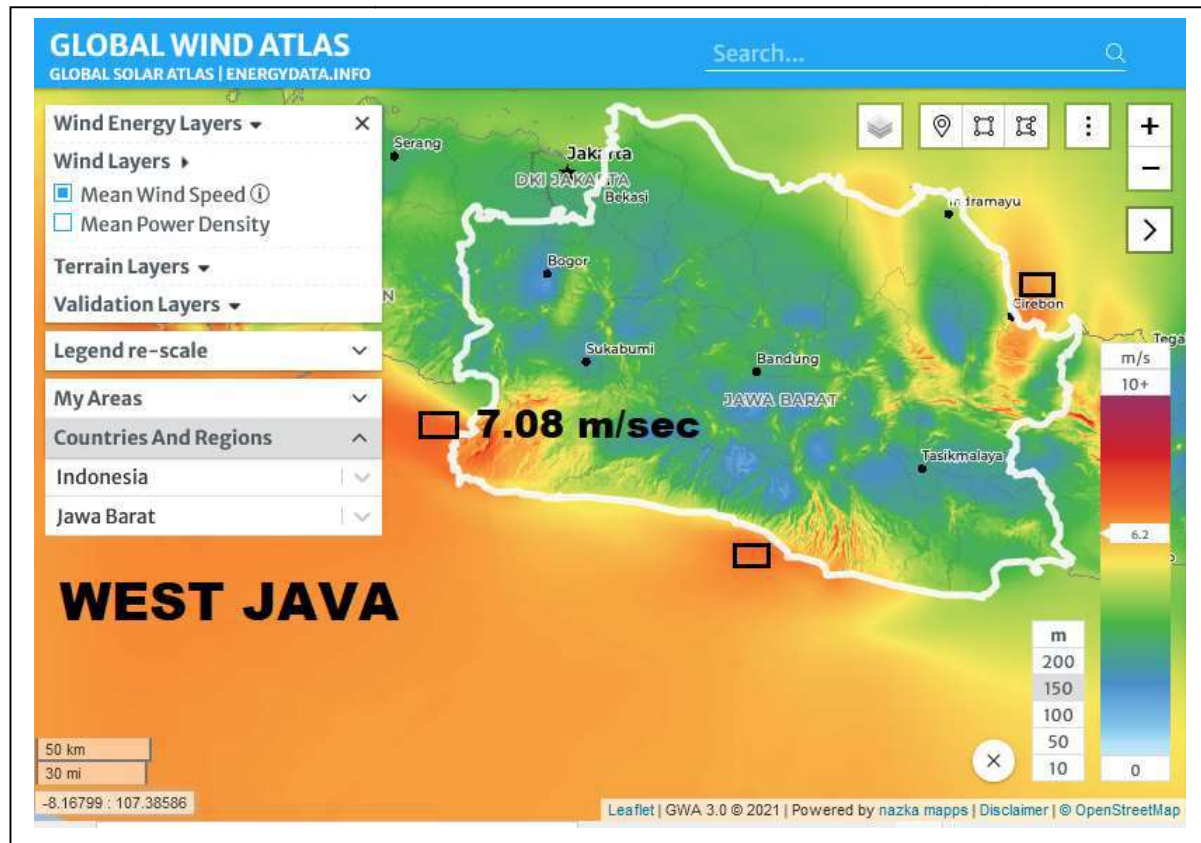 GLOBAL WIND ATLAS
GLOBAL SOLAR ATLAS | ENERGYDATA.INFO
Search...
Wind Energy Layers
Wind Layers
Mean Wind Speed
Mean Power Density
Terrain Layers
Validation Layers
Legend re-scale
My Areas
Countries And Regions
Indonesia
Jawa Barat
Serang
Jakarta
DKI JAKARTA
Bekasi
Indramayu
Bogor
N
Cirebon
Sukabumi
Bandung
Tega
JAWA BARAT
Tasikmalaya
7.08 m/sec
WEST JAVA
+
−
m/s
10+
6.2
0
m
200
150
100
50
10
50 km
30 mi
-8.16799 : 107.38586
Leaflet | GWA 3.0 © 2021 | Powered by nazka mapps | Disclaimer | © OpenStreetMap